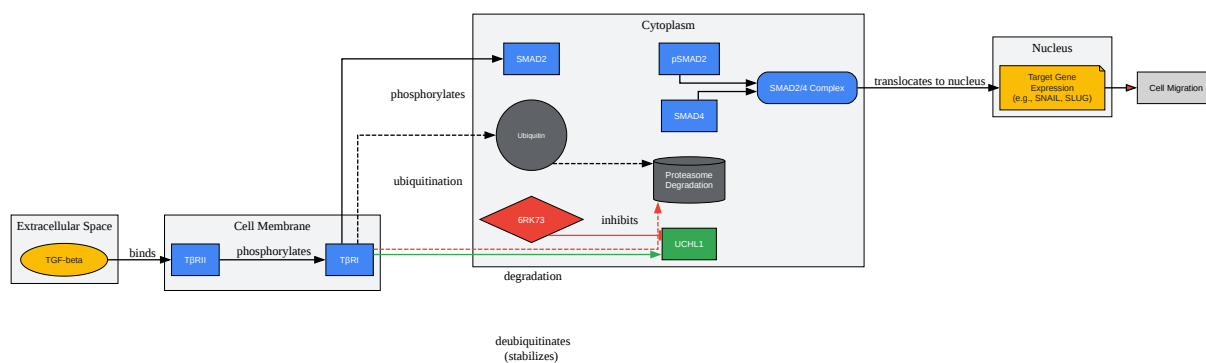 Cytoplasm
SMAD2
pSMAD2
Nucleus
Target Gene
Expression
(e.g., SNAIL, SLUG)
Cell Migration
translocates to nucleus
SMAD2/4 Complex
phosphorylates
SMAD4
Ubiquitin
Proteasome
Degradation
ubiquitination
6RK73
inhibits
UCHL1
Extracellular Space
TGF-beta
binds
Cell Membrane
TβRII
phosphorylates
TβRI
degradation
deubiquitinates
(stabilizes)